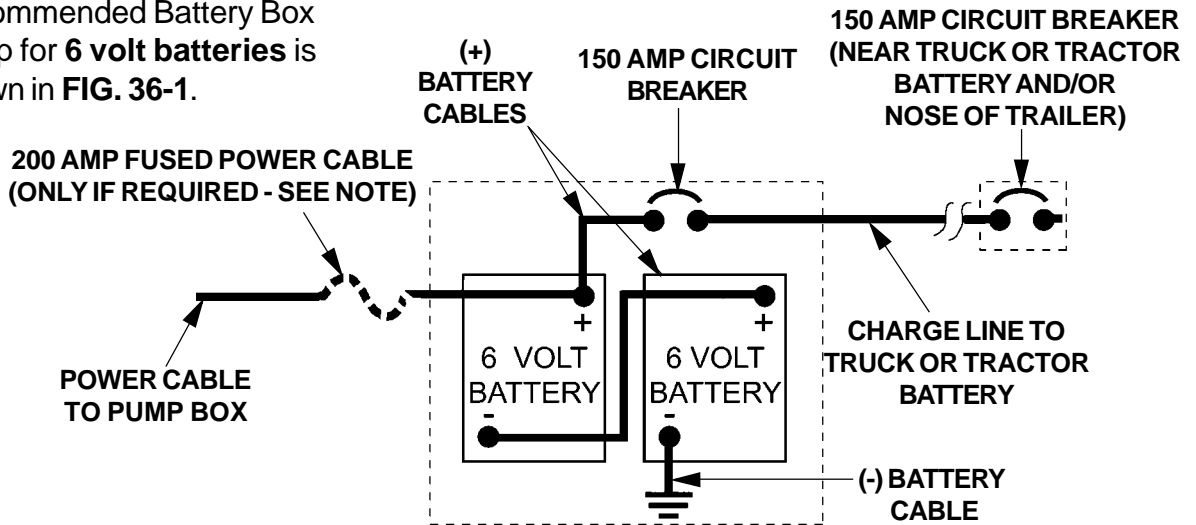 ommended Battery Box
p for 6 volt batteries is
wn in FIG. 36-1.
(+)
BATTERY
CABLES
150 AMP CIRCUIT
BREAKER
150 AMP CIRCUIT BREAKER
(NEAR TRUCK OR TRACTOR
BATTERY AND/OR
NOSE OF TRAILER)
200 AMP FUSED POWER CABLE
(ONLY IF REQUIRED - SEE NOTE)
+
6 VOLT
BATTERY
-
+
6 VOLT
BATTERY
-
POWER CABLE
TO PUMP BOX
CHARGE LINE TO
TRUCK OR TRACTOR
BATTERY
(-) BATTERY
CABLE